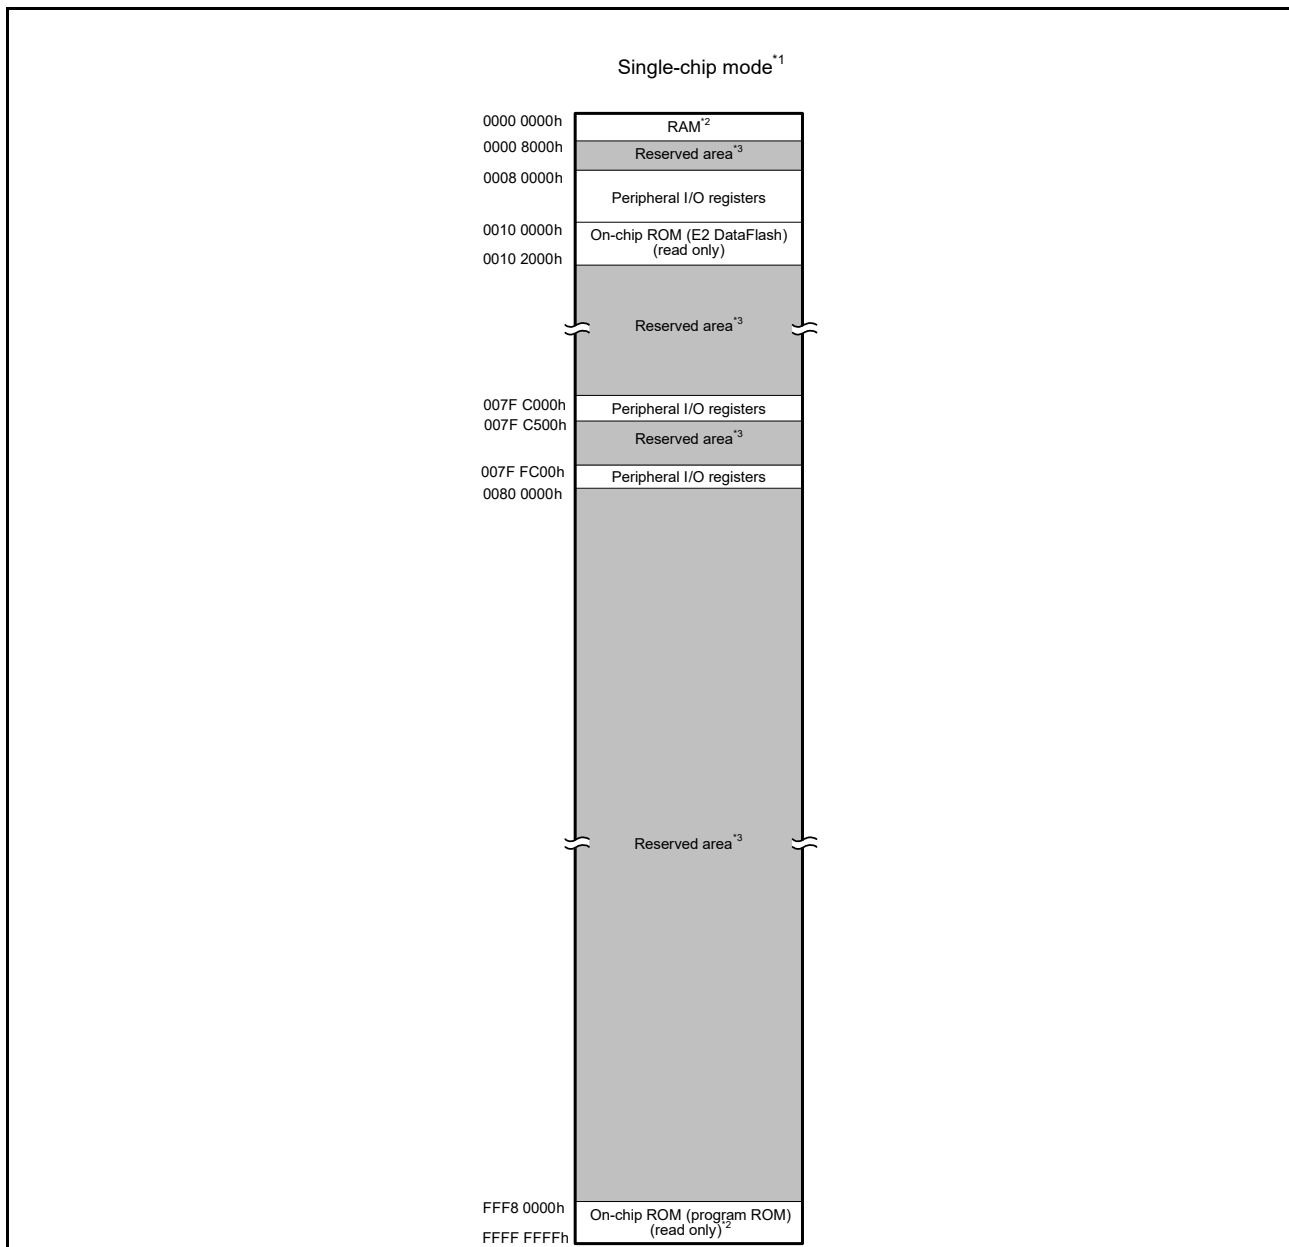 Single-chip mode*1
0000 0000h
RAM*2
0000 8000h
Reserved area*3
0008 0000h
Peripheral I/O registers
0010 0000h
On-chip ROM (E2 DataFlash)
(read only)
0010 2000h
Reserved area*3
007F C000h
Peripheral I/O registers
007F C500h
Reserved area*3
007F FC00h
Peripheral I/O registers
0080 0000h
Reserved area*3
FFF8 0000h
On-chip ROM (program ROM)
(read only)*2
FFFF FFFFh